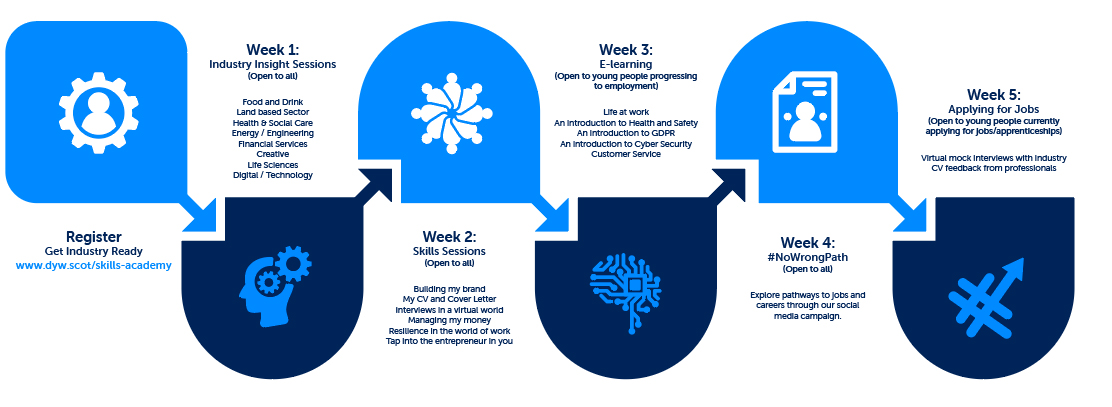 Register
Get Industry Ready
www.dyw.scot/skills-academy
Week 1:
Industry Insight Sessions
(Open to all)
Food and Drink
Land based Sector
Health & Social Care
Energy / Engineering
Financial Services
Creative
Life Sciences
Digital / Technology
Week 2:
Skills Sessions
(Open to all)
Building my brand
My CV and Cover Letter
Interviews in a virtual world
Managing my money
Resilience in the world of work
Tap into the entrepreneur in you
Week 3:
E-learning
(Open to young people progressing
to employment)
Life at work
An introduction to Health and Safety
An introduction to GDPR
An introduction to Cyber Security
Customer Service
Week 4:
#NoWrongPath
(Open to all)
Explore pathways to jobs and
careers through our social
media campaign.
Week 5:
Applying for Jobs
(Open to young people currently
applying for jobs/apprenticeships)
Virtual mock interviews with industry
CV feedback from professionals